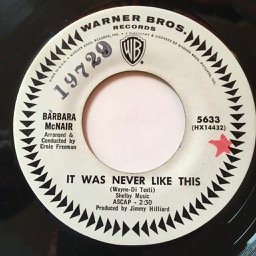 WARNER BROS.
RECORDS
WB
19729
BARBARA
McNAIR
Arranged &
Conducted by
Ernie Freeman
5633
(HX14432)
IT WAS NEVER LIKE THIS
(Wayne-Di Tosti)
Shelby Music
ASCAP - 2:30
Produced by Jimmy Hilliard